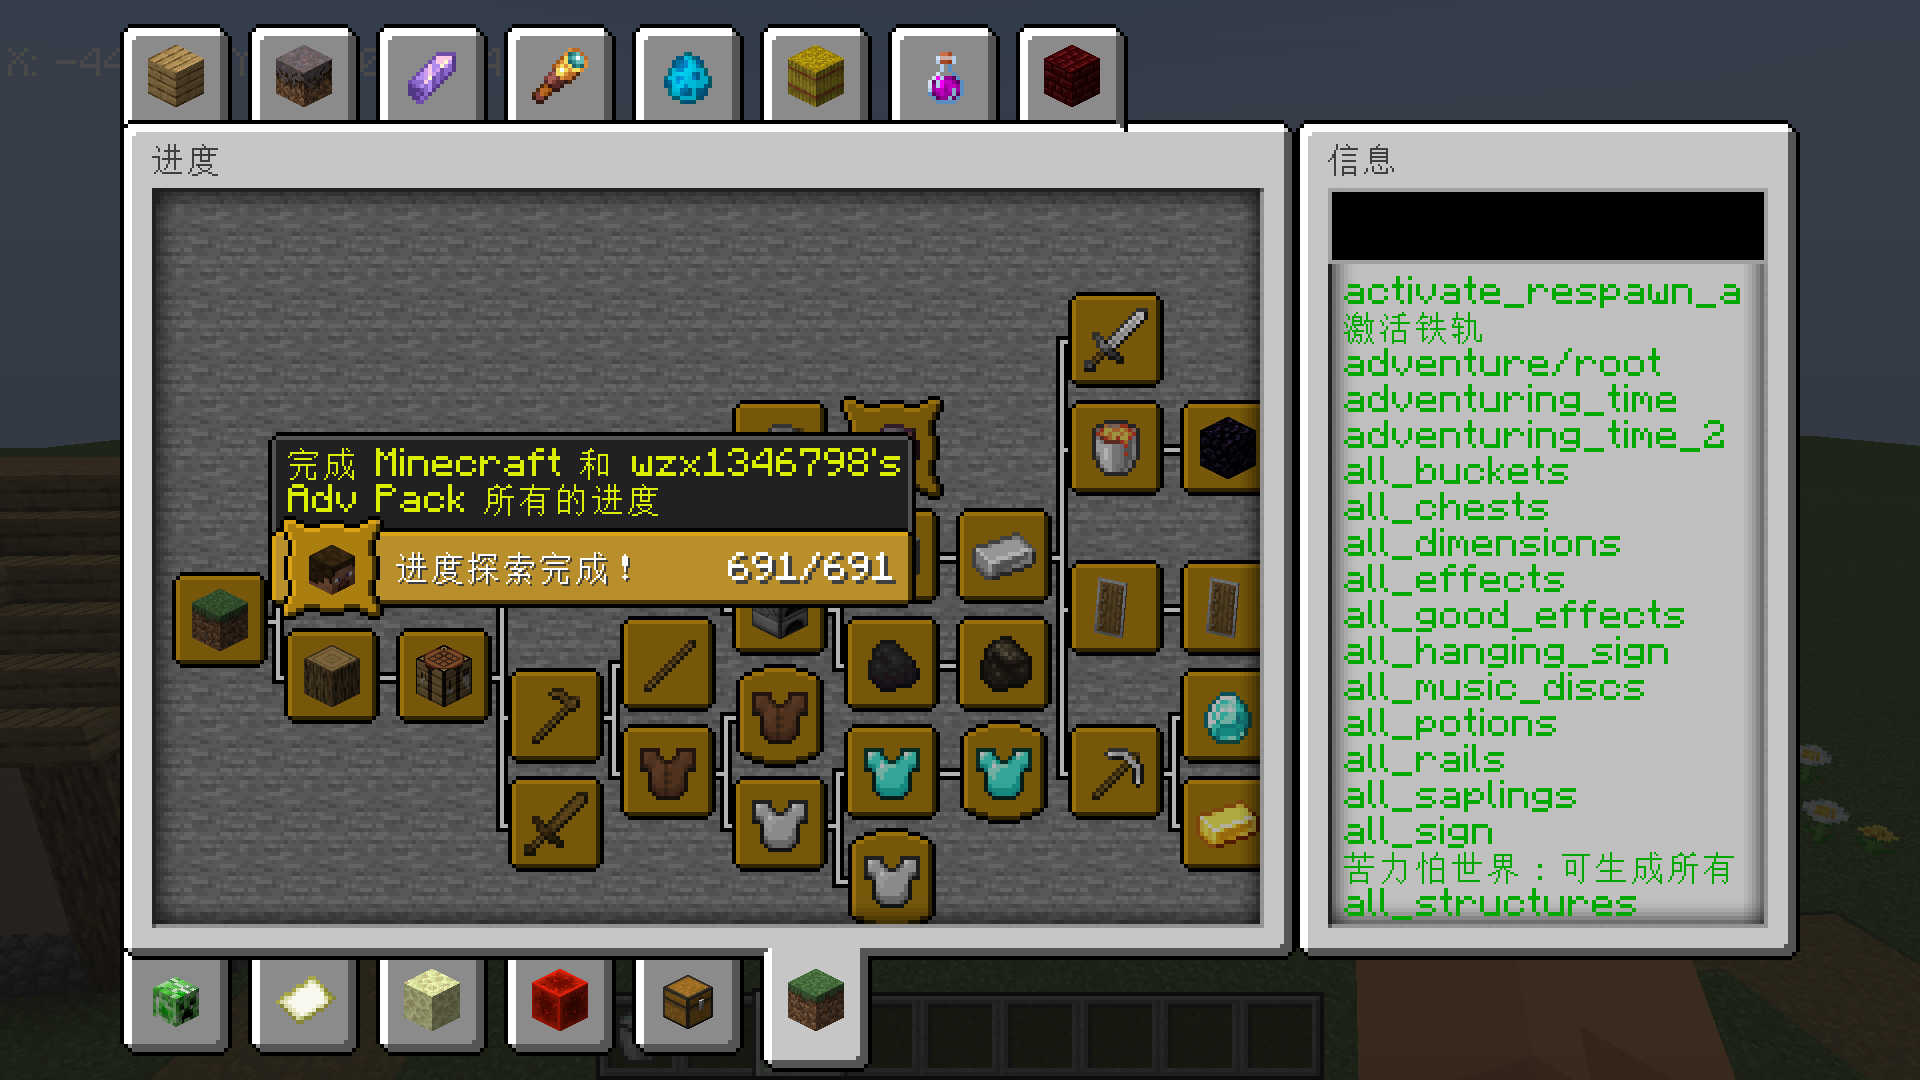 进度
信息
完成 Minecraft 和 wzx1346798's
Adv Pack 所有的进度
进度探索完成！ 691/691
activate_respawn_a
激活铁轨
adventure/root
adventuring_time
adventuring_time_2
all_buckets
all_chests
all_dimensions
all_effects
all_good_effects
all_hanging_sign
all_music_discs
all_potions
all_rails
all_saplings
all_sign
苦力怕世界：可生成所有
all_structures